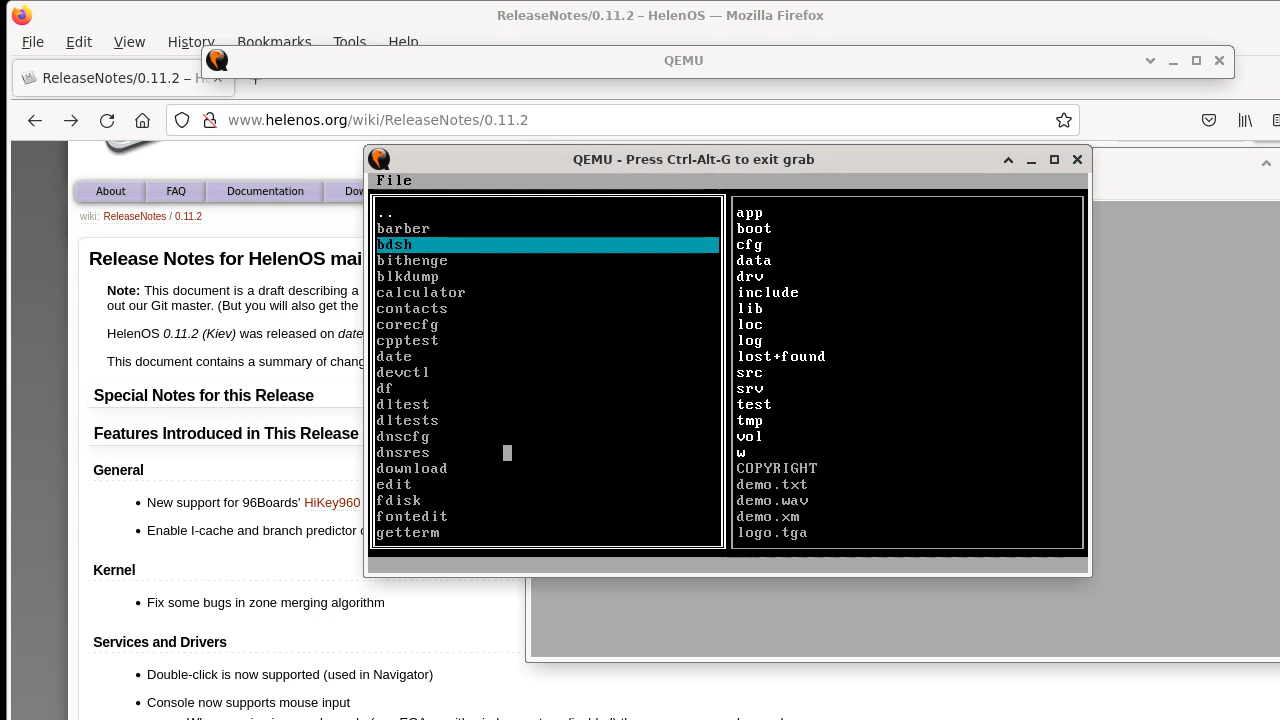 ReleaseNotes/0.11.2 – HelenOS — Mozilla Firefox
File Edit View History Bookmarks Tools Help
QEMU
ReleaseNotes/0.11.2 – H
www.helenos.org/wiki/ReleaseNotes/0.11.2
QEMU - Press Ctrl-Alt-G to exit grab
File
..
barber
bdsh
bithenge
blkdump
calculator
contacts
corecfg
cpptest
date
devctl
df
dltest
dltests
dnscfg
dnsres
download
edit
fdisk
fontedit
getterm
app
boot
cfg
data
drv
include
lib
loc
log
lost+found
src
srv
test
tmp
vol
w
COPYRIGHT
demo.txt
demo.wav
demo.xm
logo.tga
About FAQ Documentation Dow
wiki: ReleaseNotes / 0.11.2
Release Notes for HelenOS mai
Note: This document is a draft describing a
out our Git master. (But you will also get the
HelenOS 0.11.2 (Kiev) was released on date
This document contains a summary of chang
Special Notes for this Release
Features Introduced in This Release
General
• New support for 96Boards' HiKey960
• Enable I-cache and branch predictor
Kernel
• Fix some bugs in zone merging algorithm
Services and Drivers
• Double-click is now supported (used in Navigator)
• Console now supports mouse input